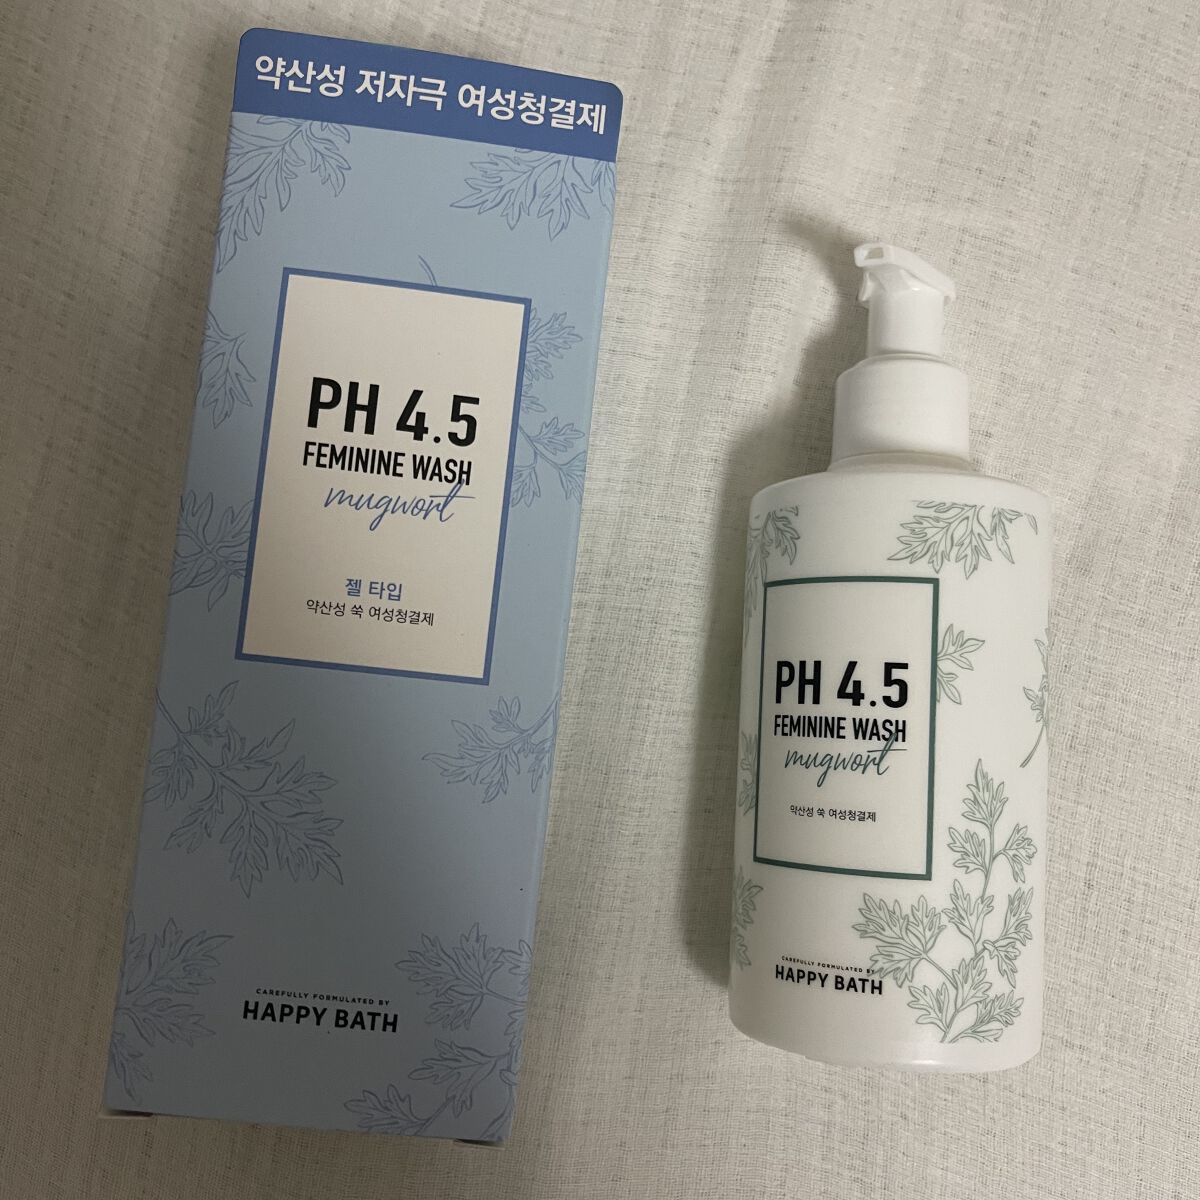 약산성 저자극 여성청결제
PH 4.5
FEMININE WASH
mugwort
젤 타입
약산성 쑥 여성청결제
CAREFULLY FORMULATED BY
HAPPY BATH
PH 4.5
FEMININE WASH
mugwort
약산성 쑥 여성청결제
CAREFULLY FORMULATED BY
HAPPY BATH